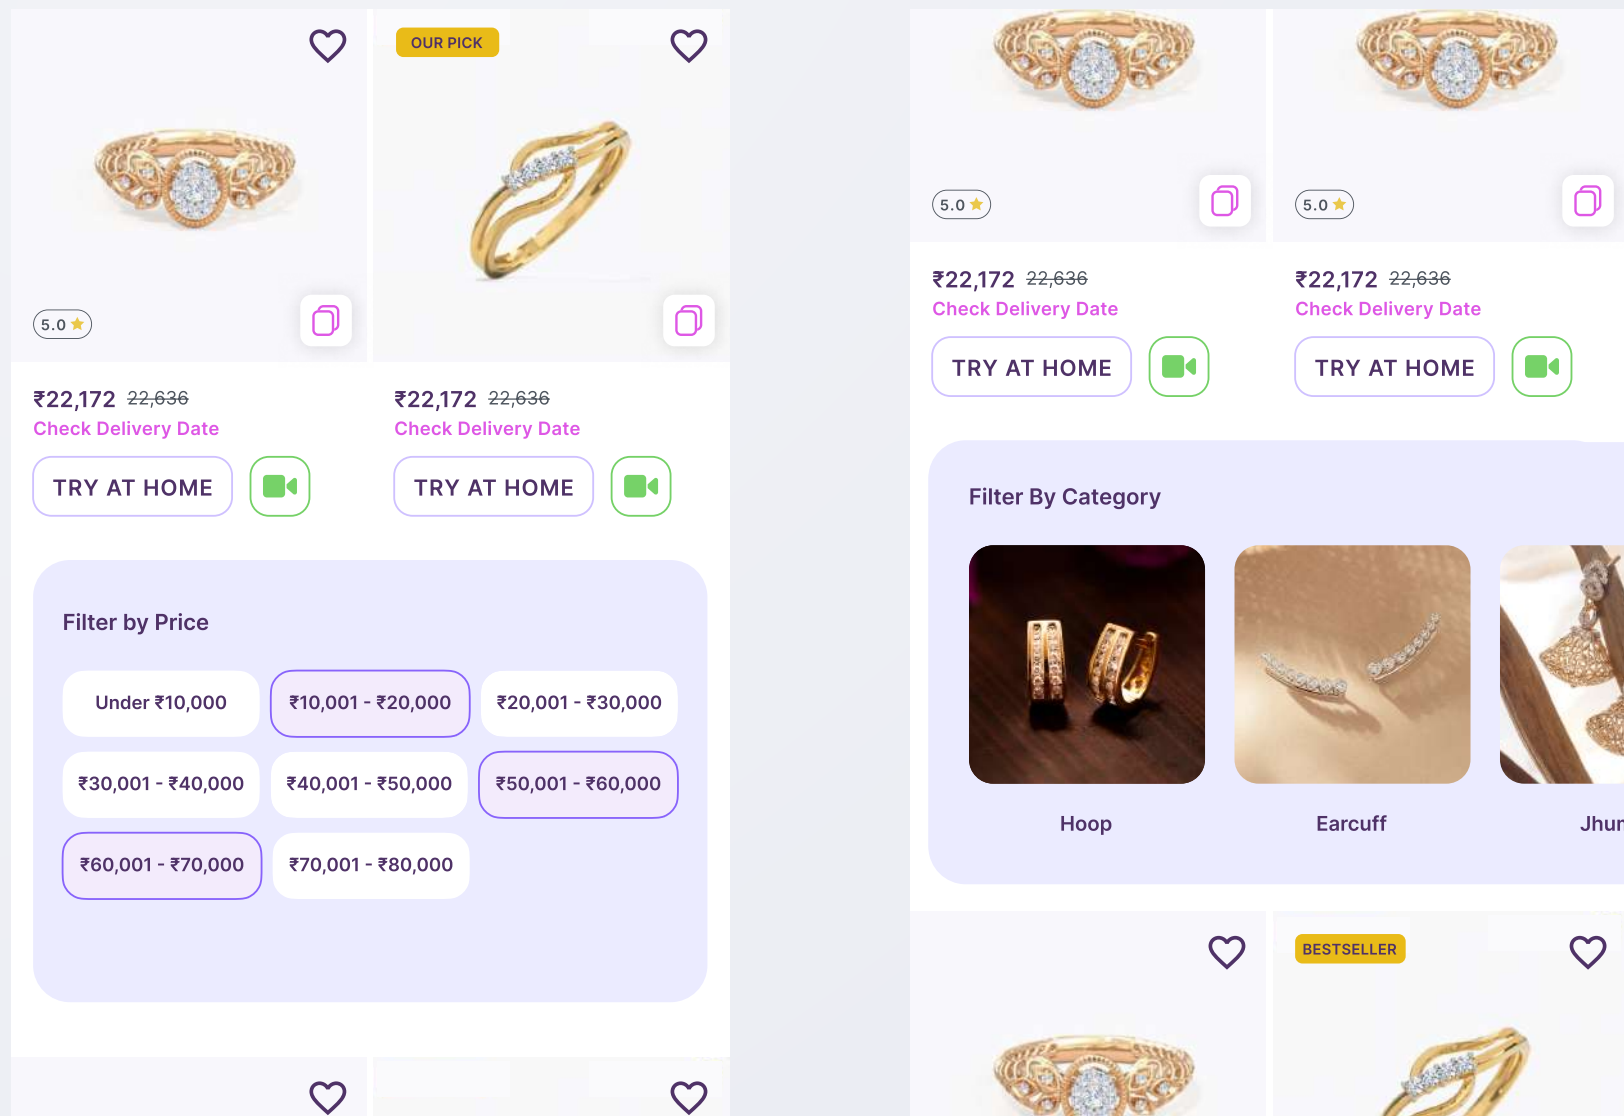 OUR PICK
5.0
₹22,172 22,636
Check Delivery Date
TRY AT HOME
₹22,172 22,636
Check Delivery Date
TRY AT HOME
Filter by Price
Under ₹10,000
₹10,001 - ₹20,000
₹20,001 - ₹30,000
₹30,001 - ₹40,000
₹40,001 - ₹50,000
₹50,001 - ₹60,000
₹60,001 - ₹70,000
₹70,001 - ₹80,000
5.0
5.0
₹22,172 22,636
Check Delivery Date
TRY AT HOME
₹22,172 22,636
Check Delivery Date
TRY AT HOME
Filter By Category
Hoop
Earcuff
BESTSELLER